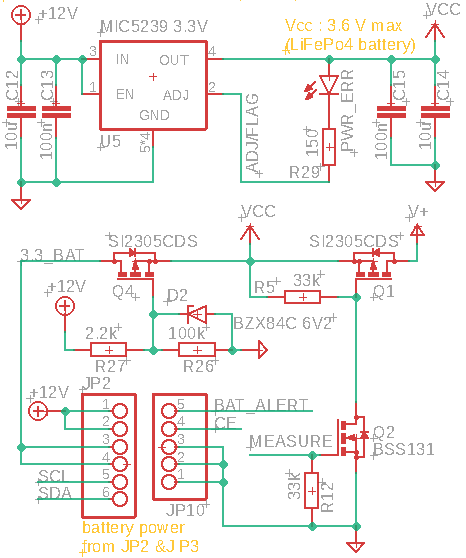 +12V
MIC5239 3.3V
Vcc : 3.6 V max
(LiFePo4 battery)
VCC
3
IN
OUT
4
1
EN
ADJ
2
GND
5*4
U5
C12
10u
C13
100n
ADJ/FLAG
150
R29
PWR_ERR
C15
100n
C14
10u
SI2305CDS
VCC
SI2305CDS
V+
3.3_BAT
Q4
+12V
D2
R5
33k
Q1
2.2k
R27
100k
R26
BZX84C 6V2
+12V
JP2
1
2
3
4
5
6
SCL
SDA
5
4
3
2
1
JP10
BAT_ALERT
CE
MEASURE
Q2
BSS131
33K
R12
battery power
from JP2 & J P3